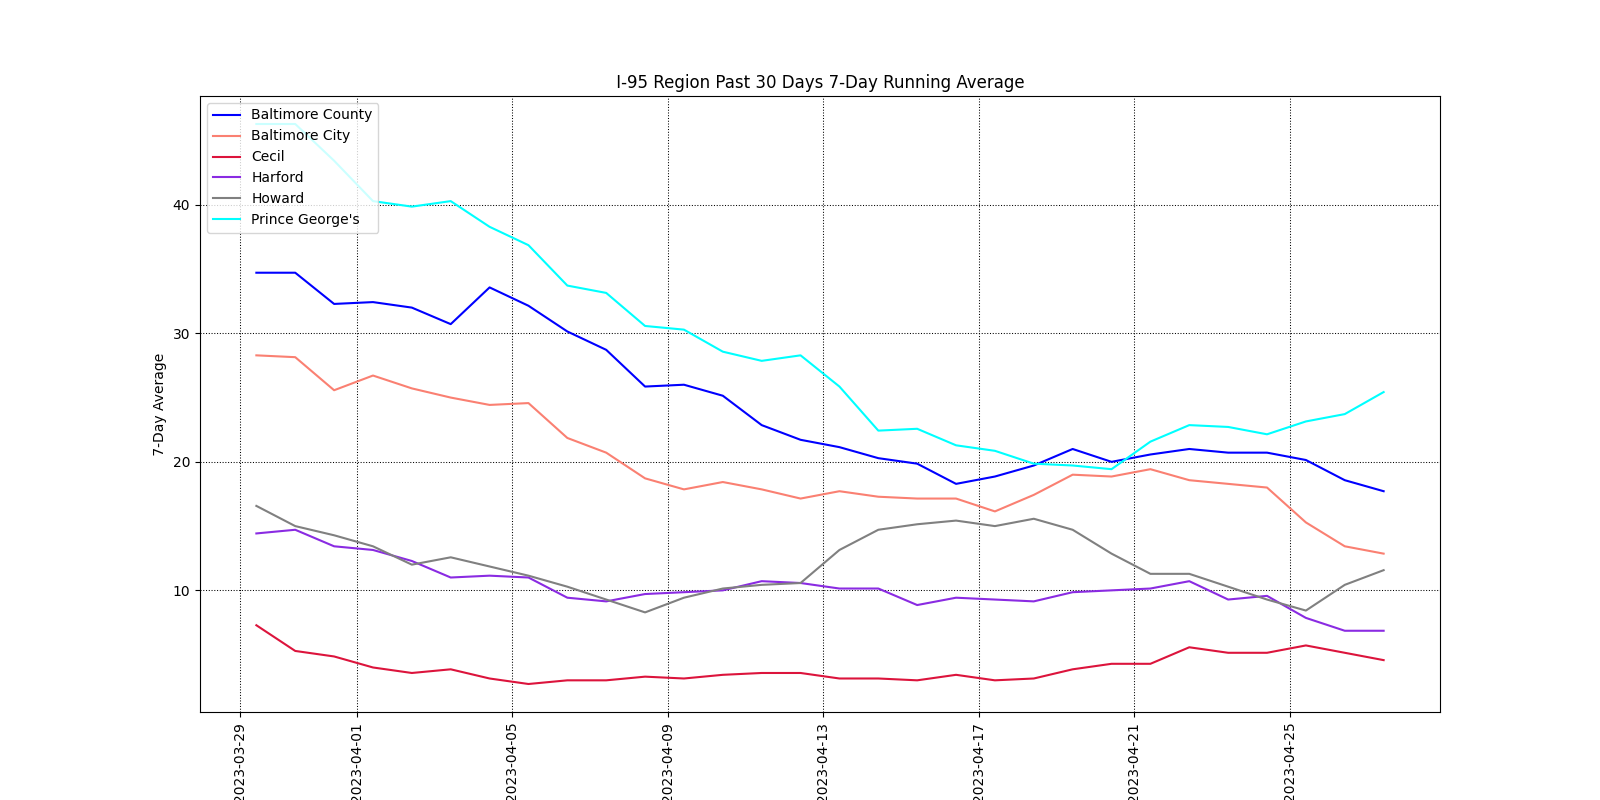 I-95 Region Past 30 Days 7-Day Running Average
Baltimore County
Baltimore City
Cecil
Harford
Howard
Prince George's
7-Day Average
40
30
20
10
2023-03-29
2023-04-01
2023-04-05
2023-04-09
2023-04-13
2023-04-17
2023-04-21
2023-04-25